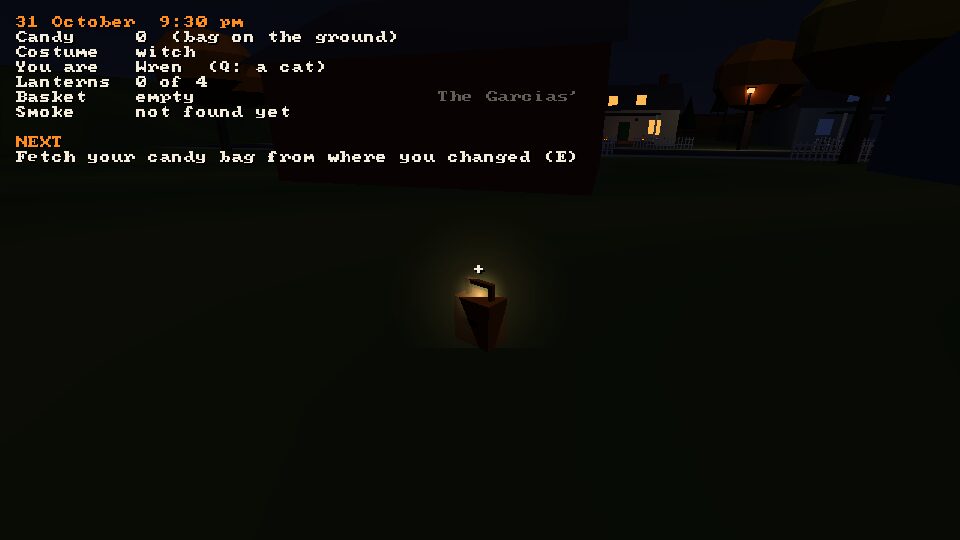 31 October 9:30 pm
Candy 0 (bag on the ground)
Costume witch
You are Wren (Q: a cat)
Lanterns 0 of 4
Basket empty
The Garcias'
Smoke not found yet
NEXT
Fetch your candy bag from where you changed (E)